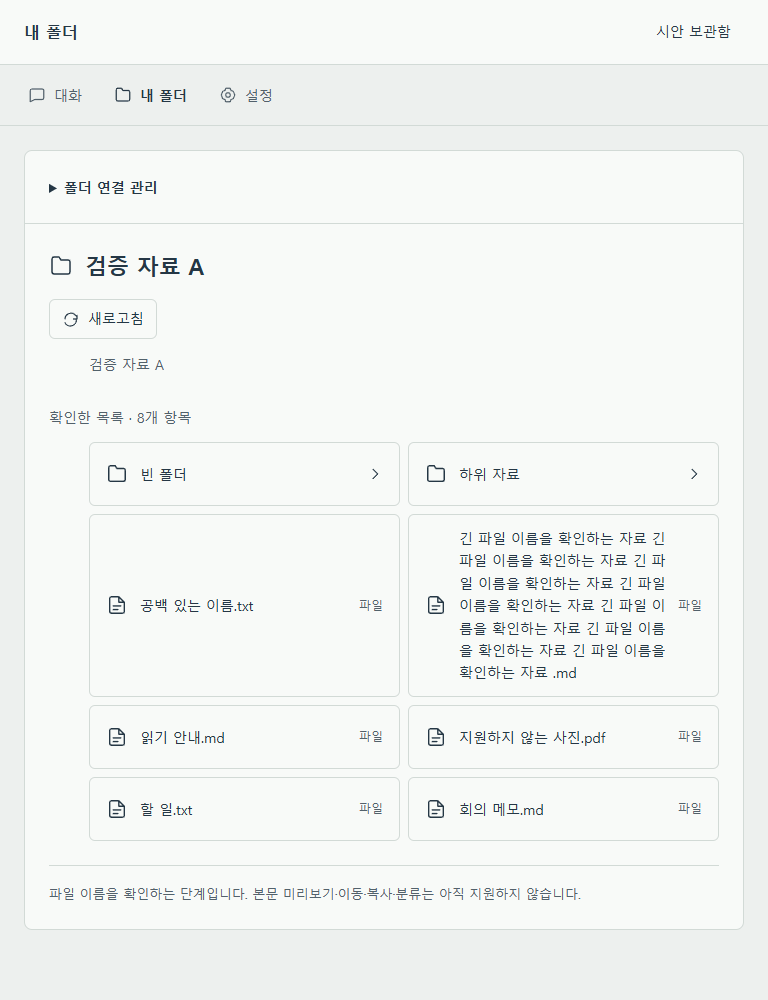 내 폴더
시안 보관함
대화
내 폴더
설정
폴더 연결 관리
검증 자료 A
새로고침
검증 자료 A
확인한 목록 · 8개 항목
빈 폴더
하위 자료
공백 있는 이름.txt
파일
긴 파일 이름을 확인하는 자료 긴
파일 이름을 확인하는 자료 긴 파
일 이름을 확인하는 자료 긴 파일
이름을 확인하는 자료 긴 파일 이
름을 확인하는 자료 긴 파일 이름
을 확인하는 자료 긴 파일 이름을
확인하는 자료 .md
파일
읽기 안내.md
파일
지원하지 않는 사진.pdf
파일
할 일.txt
파일
회의 메모.md
파일
파일 이름을 확인하는 단계입니다. 본문 미리보기·이동·복사·분류는 아직 지원하지 않습니다.